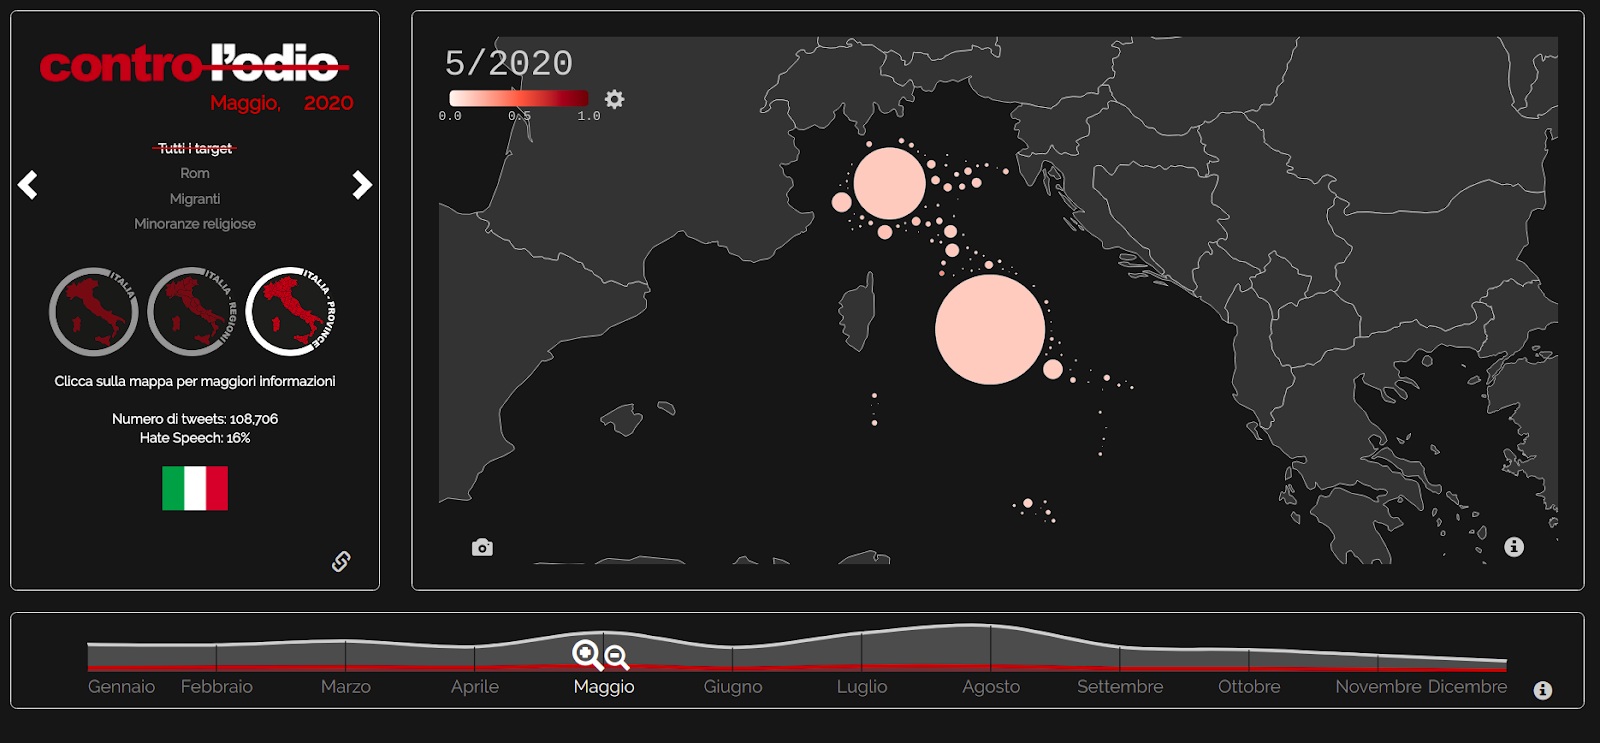 contro l'odio
Maggio, 2020
Tutti i target
Rom
Migranti
Minoranze religiose
ITALIA
ITALIA - REGIONI
ITALIA - PROVINCE
Clicca sulla mappa per maggiori informazioni
Numero di tweets: 108,706
Hate Speech: 16%
5/2020
0.0 0.5 1.0
Gennaio Febbraio Marzo Aprile Maggio Giugno Luglio Agosto Settembre Ottobre Novembre Dicembre